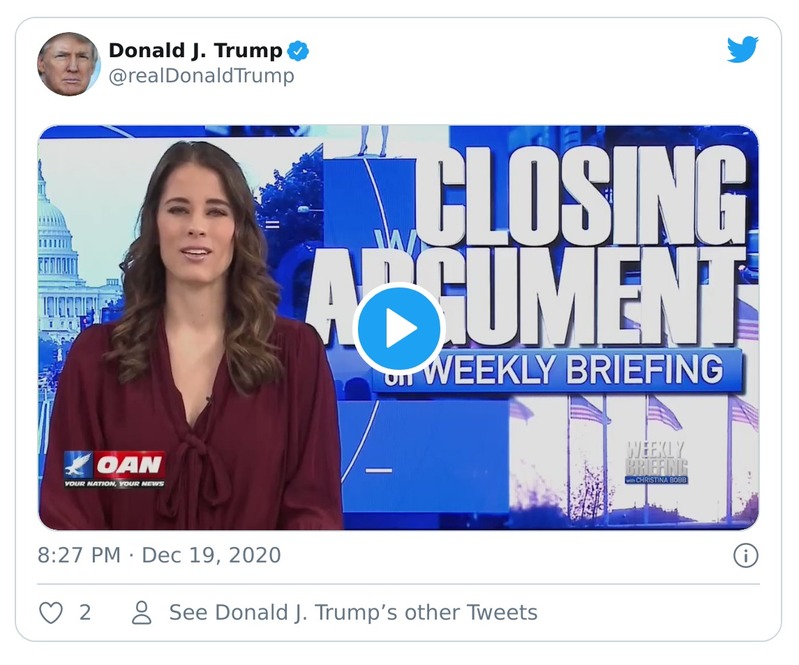 Donald J. Trump
@realDonaldTrump
CLOSING
ARGUMENT
on WEEKLY BRIEFING
OAN
YOUR NATION, YOUR NEWS
WEEKLY
BRIEFING
with CHRISTINA BOBB
8:27 PM · Dec 19, 2020
2
See Donald J. Trump’s other Tweets